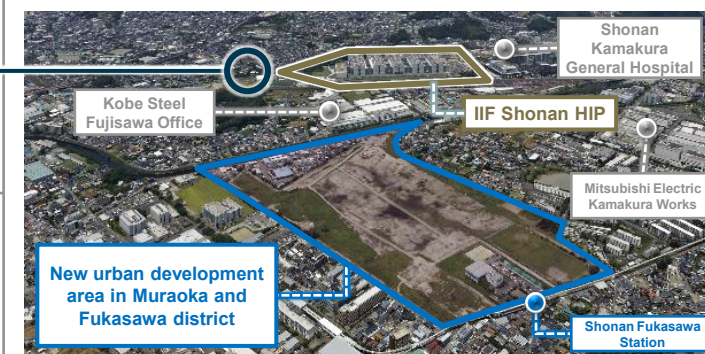 Shonan
Kamakura
General Hospital
Kobe Steel
Fujisawa Office
IIF Shonan HIP
Mitsubishi Electric
Kamakura Works
New urban development
area in Muraoka and
Fukasawa district
Shonan Fukasawa
Station